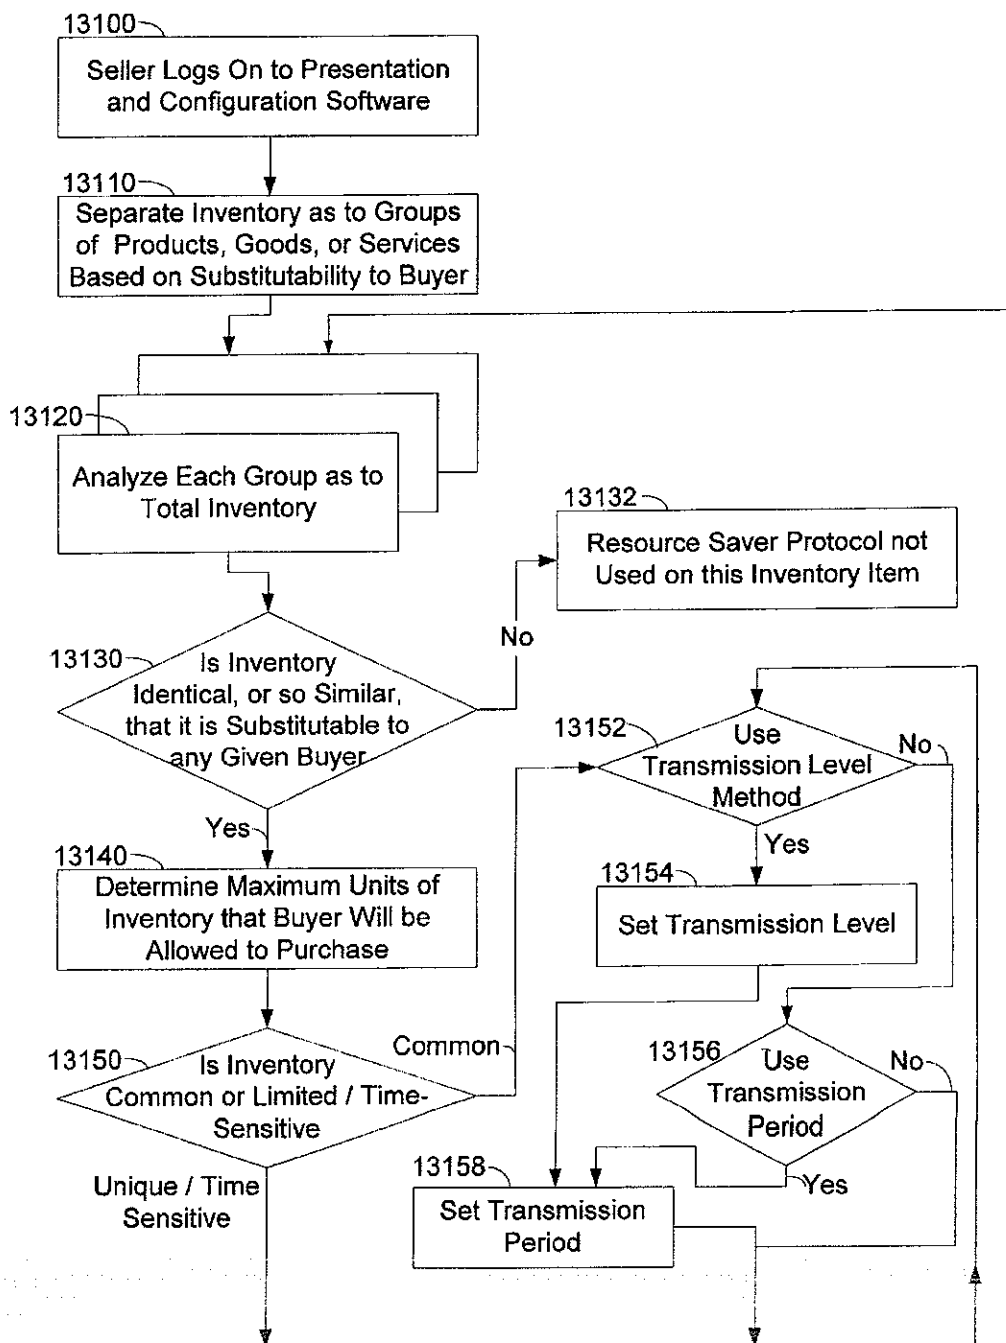 13100
Seller Logs On to Presentation
and Configuration Software
13110
Separate Inventory as to Groups
of Products, Goods, or Services
Based on Substitutability to Buyer
13120
Analyze Each Group as to
Total Inventory
13132
Resource Saver Protocol not
Used on this Inventory Item
No
13130
Is Inventory
Identical, or so Similar,
that it is Substitutable to
any Given Buyer
Yes
13152
Use
Transmission Level
Method
No
Yes
13140
Determine Maximum Units of
Inventory that Buyer Will be
Allowed to Purchase
13154
Set Transmission Level
13150
Is Inventory
Common or Limited / Time-
Sensitive
Common
13156
Use
Transmission
Period
No
Yes
Unique / Time
Sensitive
13158
Set Transmission
Period